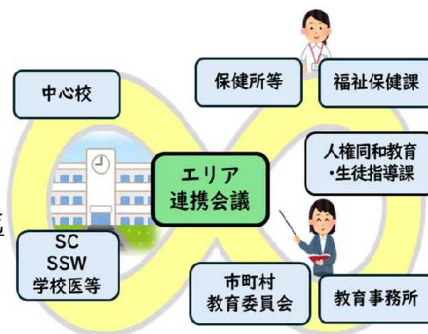 中心校
保健所等
福祉保健課
エリア
連携会議
人権同和教育
・生徒指導課
SC
SSW
学校医等
市町村
教育委員会
教育事務所